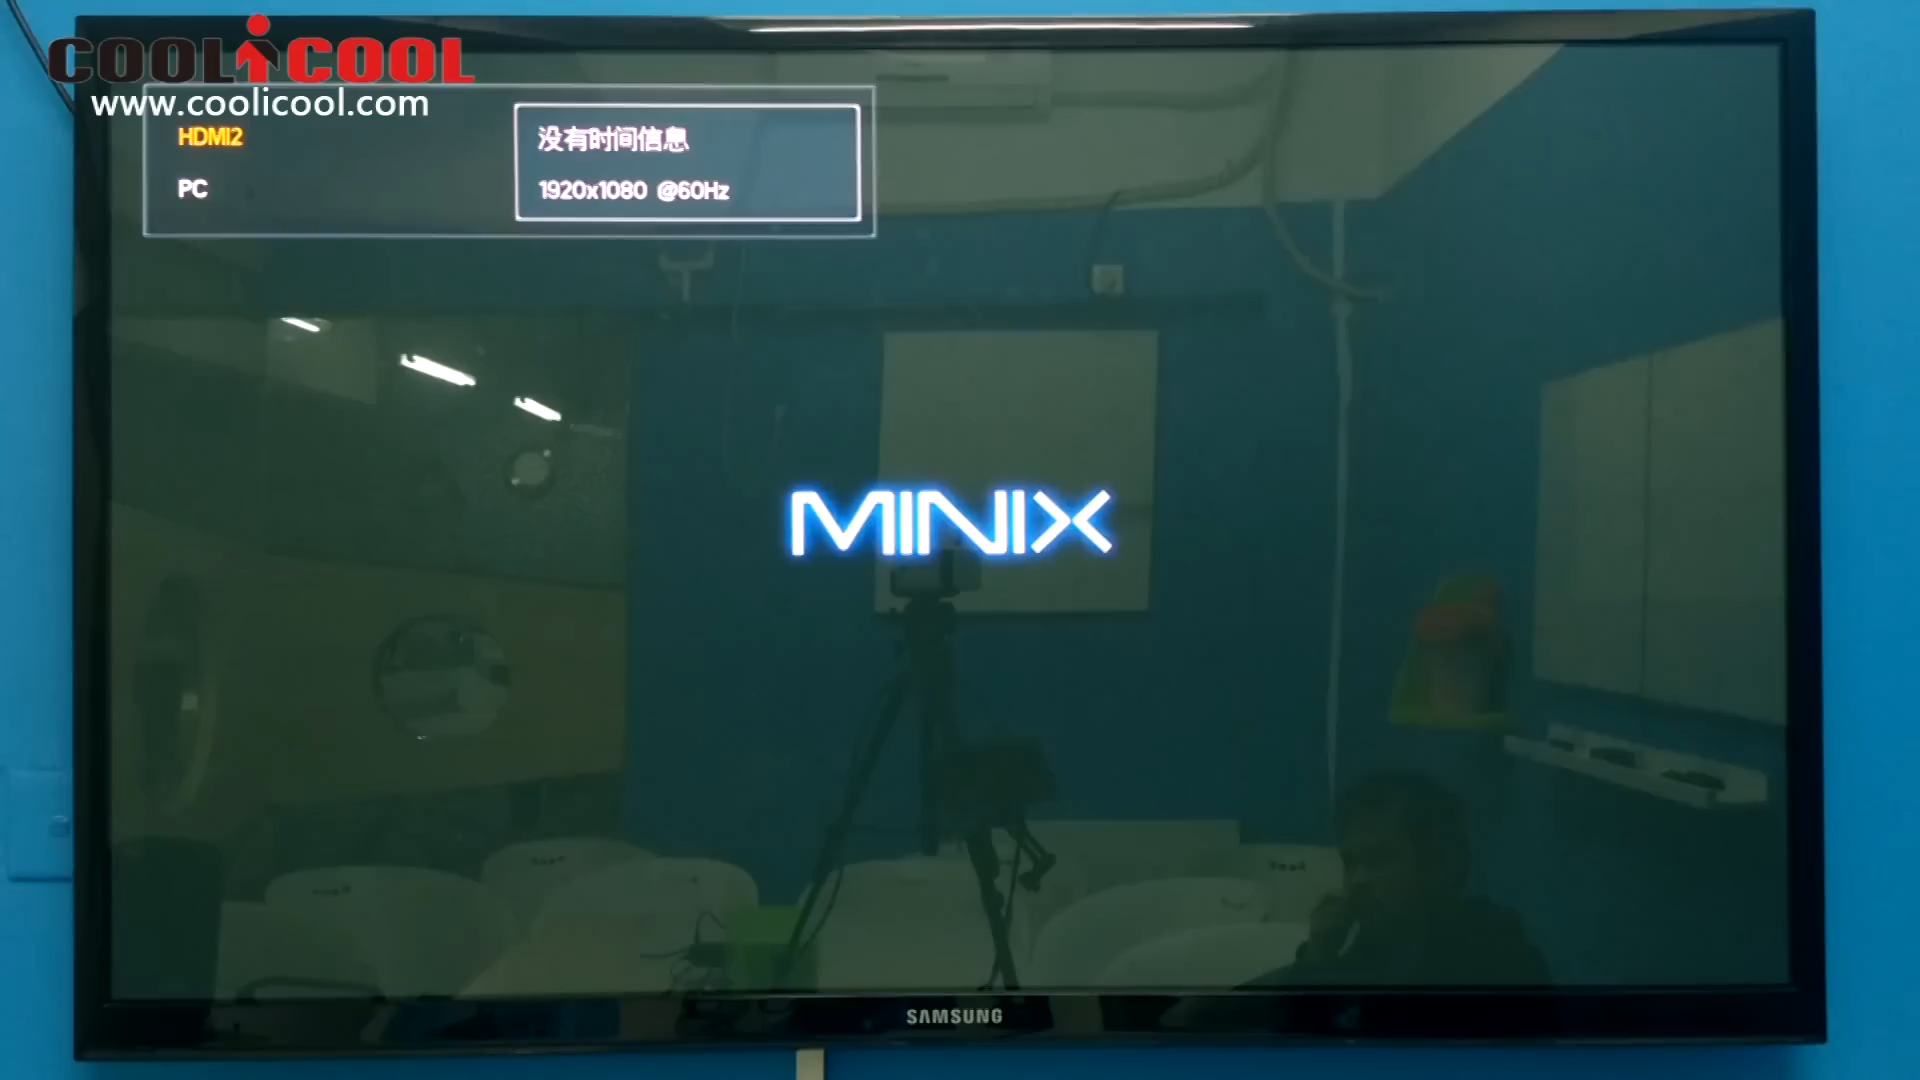 COOLiCOOL
www.coolicool.com
HDMI2
没有时间信息
PC
1920x1080 @60Hz
MINIX
SAMSUNG